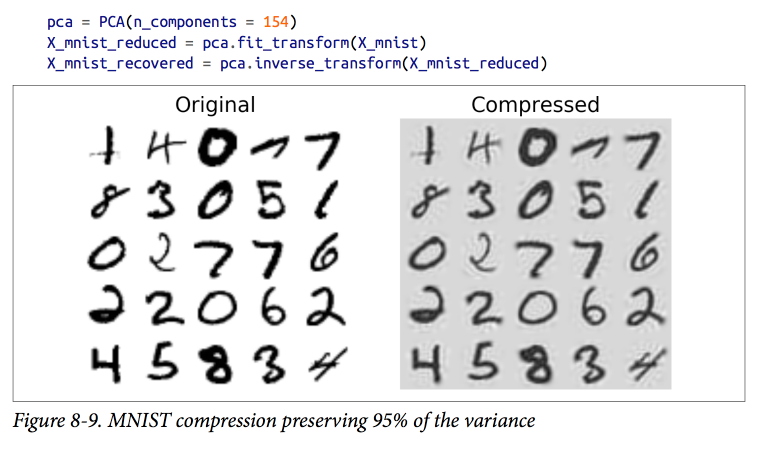 pca = PCA(n_components = 154)
X_mnist_reduced = pca.fit_transform(X_mnist)
X_mnist_recovered = pca.inverse_transform(X_mnist_reduced)
Original Compressed
1 4 0 7 7 1 4 0 7 7
8 3 0 5 1 8 3 0 5 1
0 2 7 7 6 0 2 7 7 6
2 2 0 6 2 2 2 0 6 2
4 5 8 3 4 4 5 8 3 4
Figure 8-9. MNIST compression preserving 95% of the variance